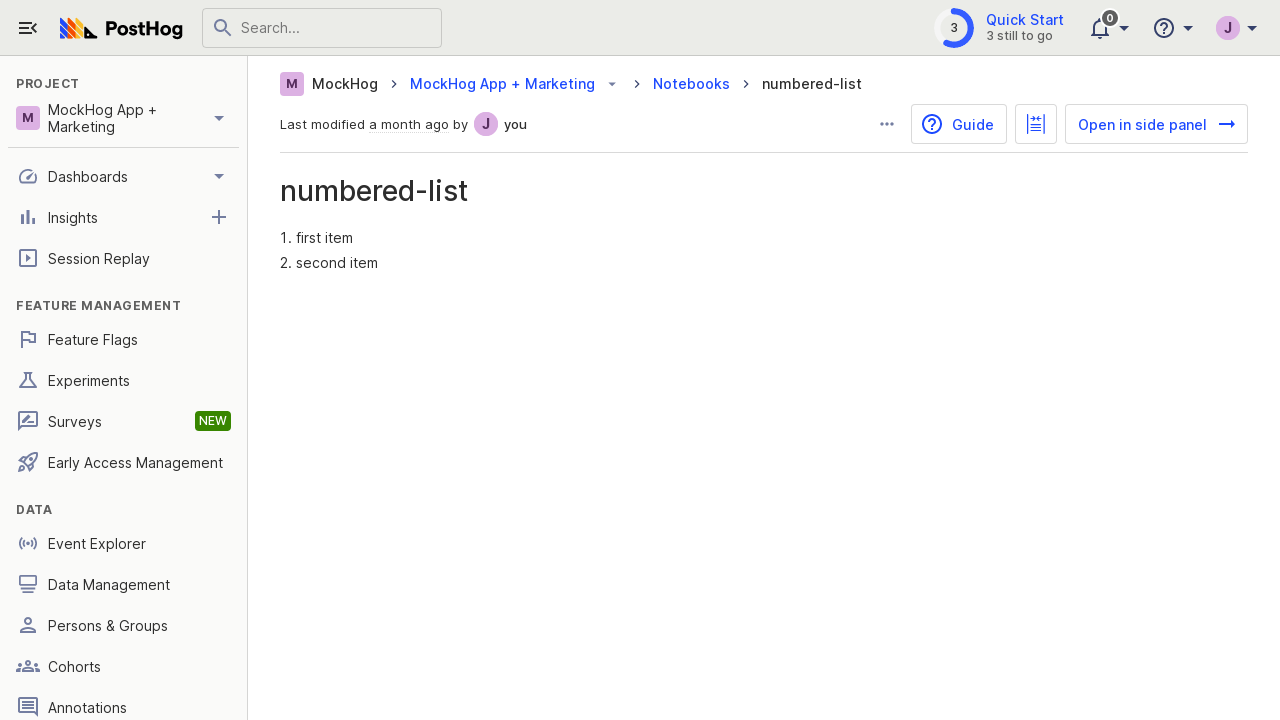 PostHog
Search...
3
Quick Start
3 still to go
0
J
PROJECT
M
MockHog App +
Marketing
Dashboards
Insights
Session Replay
FEATURE MANAGEMENT
Feature Flags
Experiments
Surveys
NEW
Early Access Management
DATA
Event Explorer
Data Management
Persons & Groups
Cohorts
Annotations
M MockHog
MockHog App + Marketing
Notebooks
numbered-list
Last modified a month ago by J you
Guide
Open in side panel
numbered-list
1. first item
2. second item